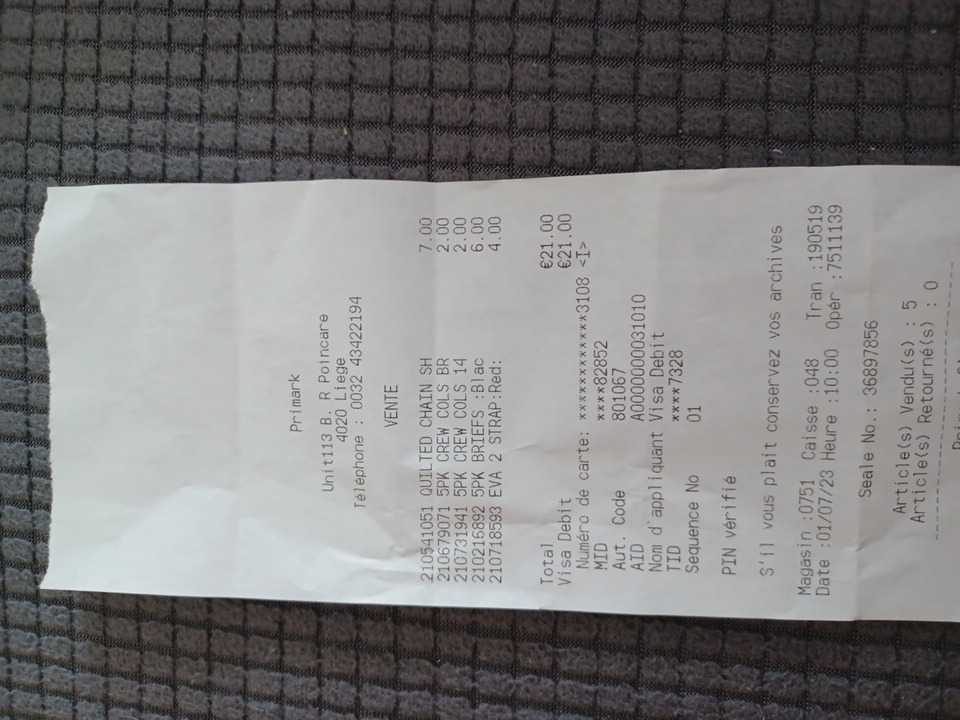 Primark
Unit113 B. R Poincare
4020 Liege
Téléphone : 0032 43422194
VENTE
210541051 QUILTED CHAIN SH 7.00
210679071 5PK CREW COLS BR 2.00
210731941 5PK CREW COLS 14 2.00
210216892 5PK BRIEFS :Blac 6.00
210718593 EVA 2 STRAP:Red: 4.00
Total €21.00
Visa Debit €21.00
Numéro de carte: ************3108 <I>
MID ****82852
Aut. Code 801067
AID A0000000031010
Nom d'appliquant Visa Debit
TID ****7328
Sequence No 01
PIN vérifié
S'il vous plait conservez vos archives
Magasin :0751 Caisse :048 Tran :190519
Date :01/07/23 Heure :10:00 Opér :7511139
Seale No.: 36897856
Article(s) Vendu(s) : 5
Article(s) Retourné(s) : 0